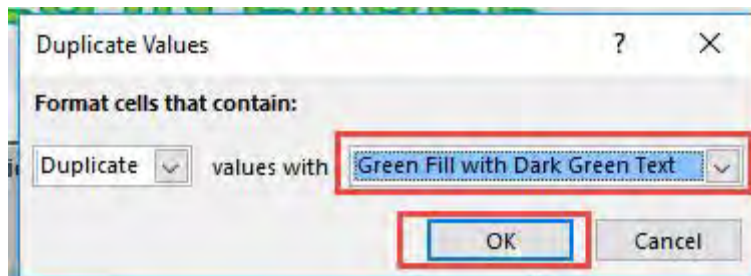 Duplicate Values ?
Format cells that contain:
Duplicate values with Green Fill with Dark Green Text
OK Cancel